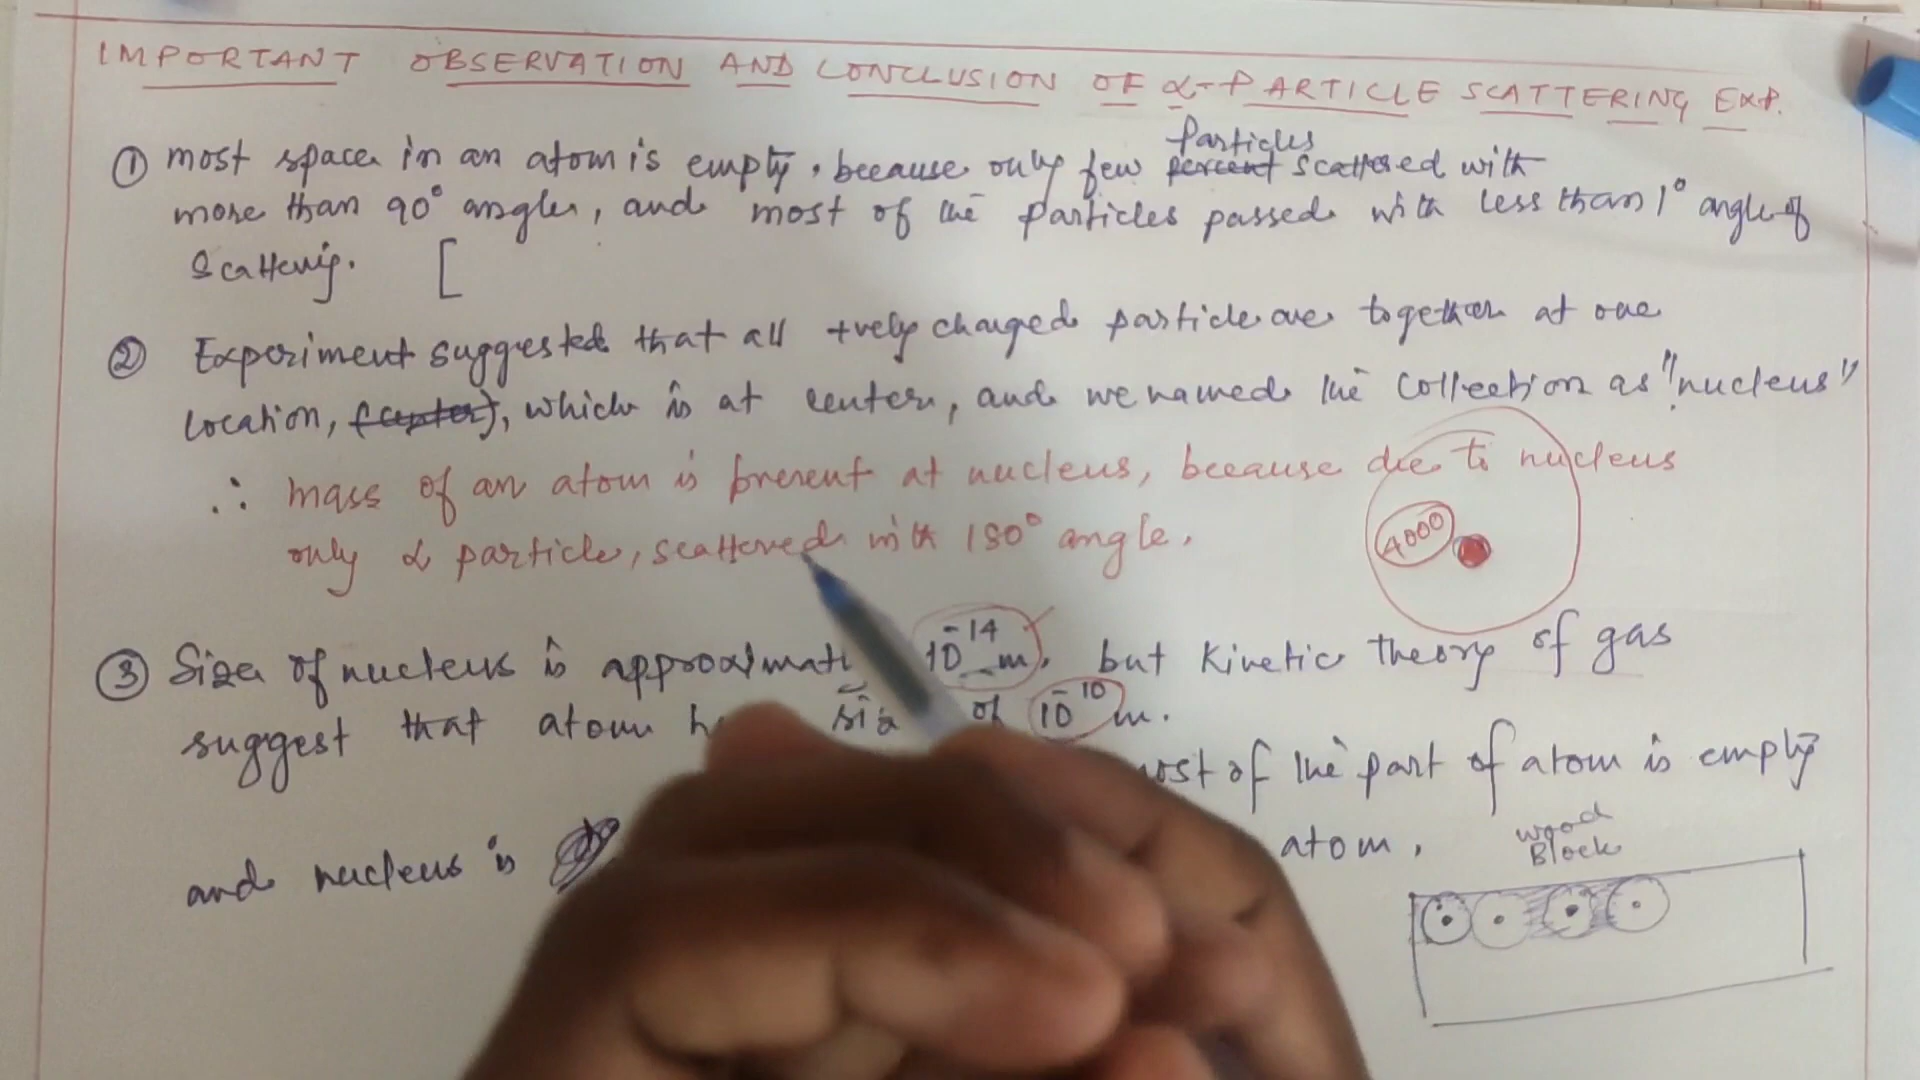 IMPORTANT OBSERVATION AND CONCLUSION OF α-PARTICLE SCATTERING EXP.
① most space in an atom is empty, because only few particles percent scattered with
more than 90° angle, and most of the particles passed with less than 1° angle of
Scattering. [
② Experiment suggested that all +vely charged particle are together at one
location, (center), which is at center, and we named the collection as "nucleus"
∴ mass of an atom is present at nucleus, because due to nucleus
only α particle, scattered with 180° angle.
4000
③ Size of nucleus is approximat 10⁻¹⁴ m, but Kinetic theory of gas
suggest that atom of 10⁻¹⁰ m.
of the part of atom is empty
and nucleus is atom.
wood
Block